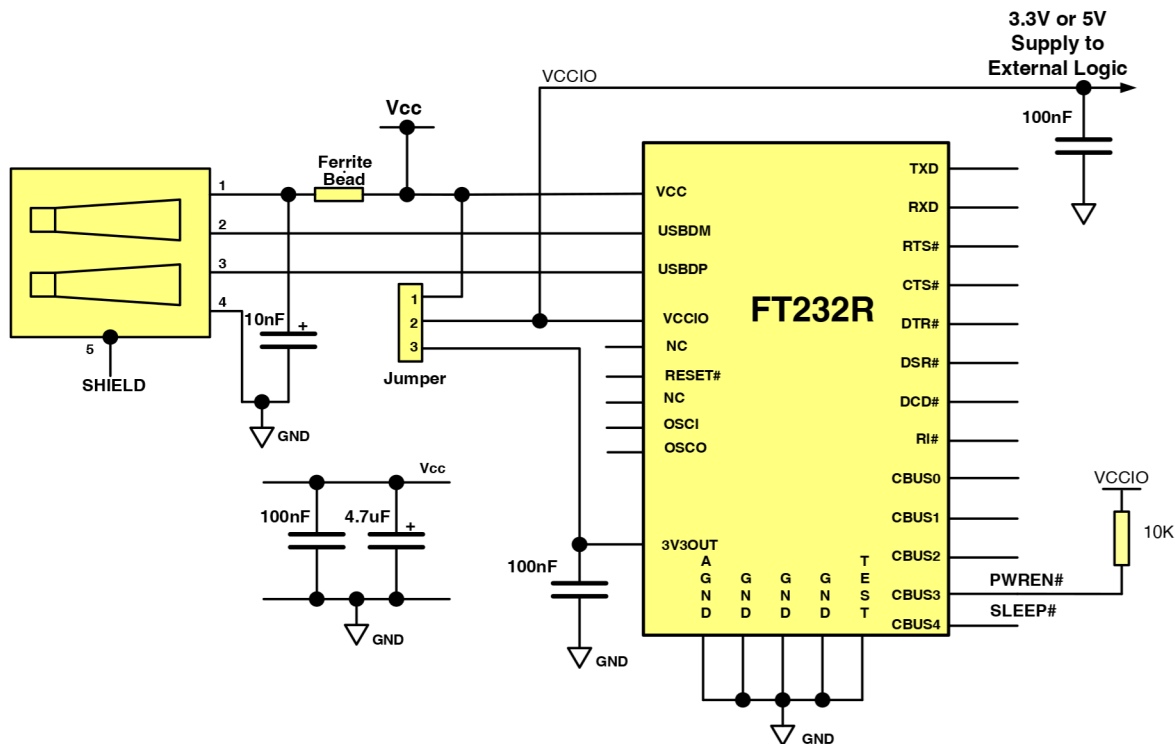 3.3V or 5V
Supply to
External Logic
VCCIO
100nF
Vcc
Ferrite
Bead
1
2
3
4
5
SHIELD
10nF
+
GND
1
2
3
Jumper
VCC
USBDM
USBDP
VCCIO
NC
RESET#
NC
OSCI
OSCO
3V3OUT
FT232R
TXD
RXD
RTS#
CTS#
DTR#
DSR#
DCD#
RI#
CBUS0
CBUS1
CBUS2
CBUS3
CBUS4
AGND
GND
GND
GND
TEST
PWREN#
SLEEP#
VCCIO
10K
Vcc
100nF
4.7uF
+
GND
100nF
GND
GND